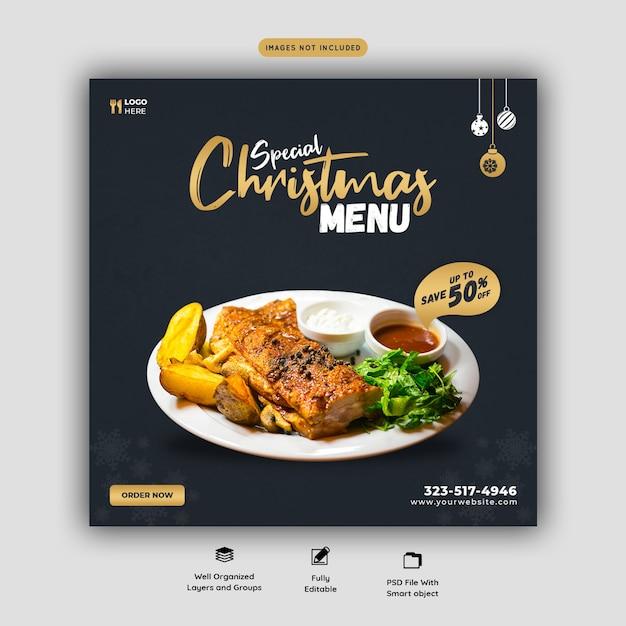 IMAGES NOT INCLUDED
LOGO
HERE
Special
Christmas
MENU
UP TO
SAVE 50% OFF
ORDER NOW
323-517-4946
www.yourwebsite.com
Well Organized
Layers and Groups
Fully
Editable
PSD File With
Smart object